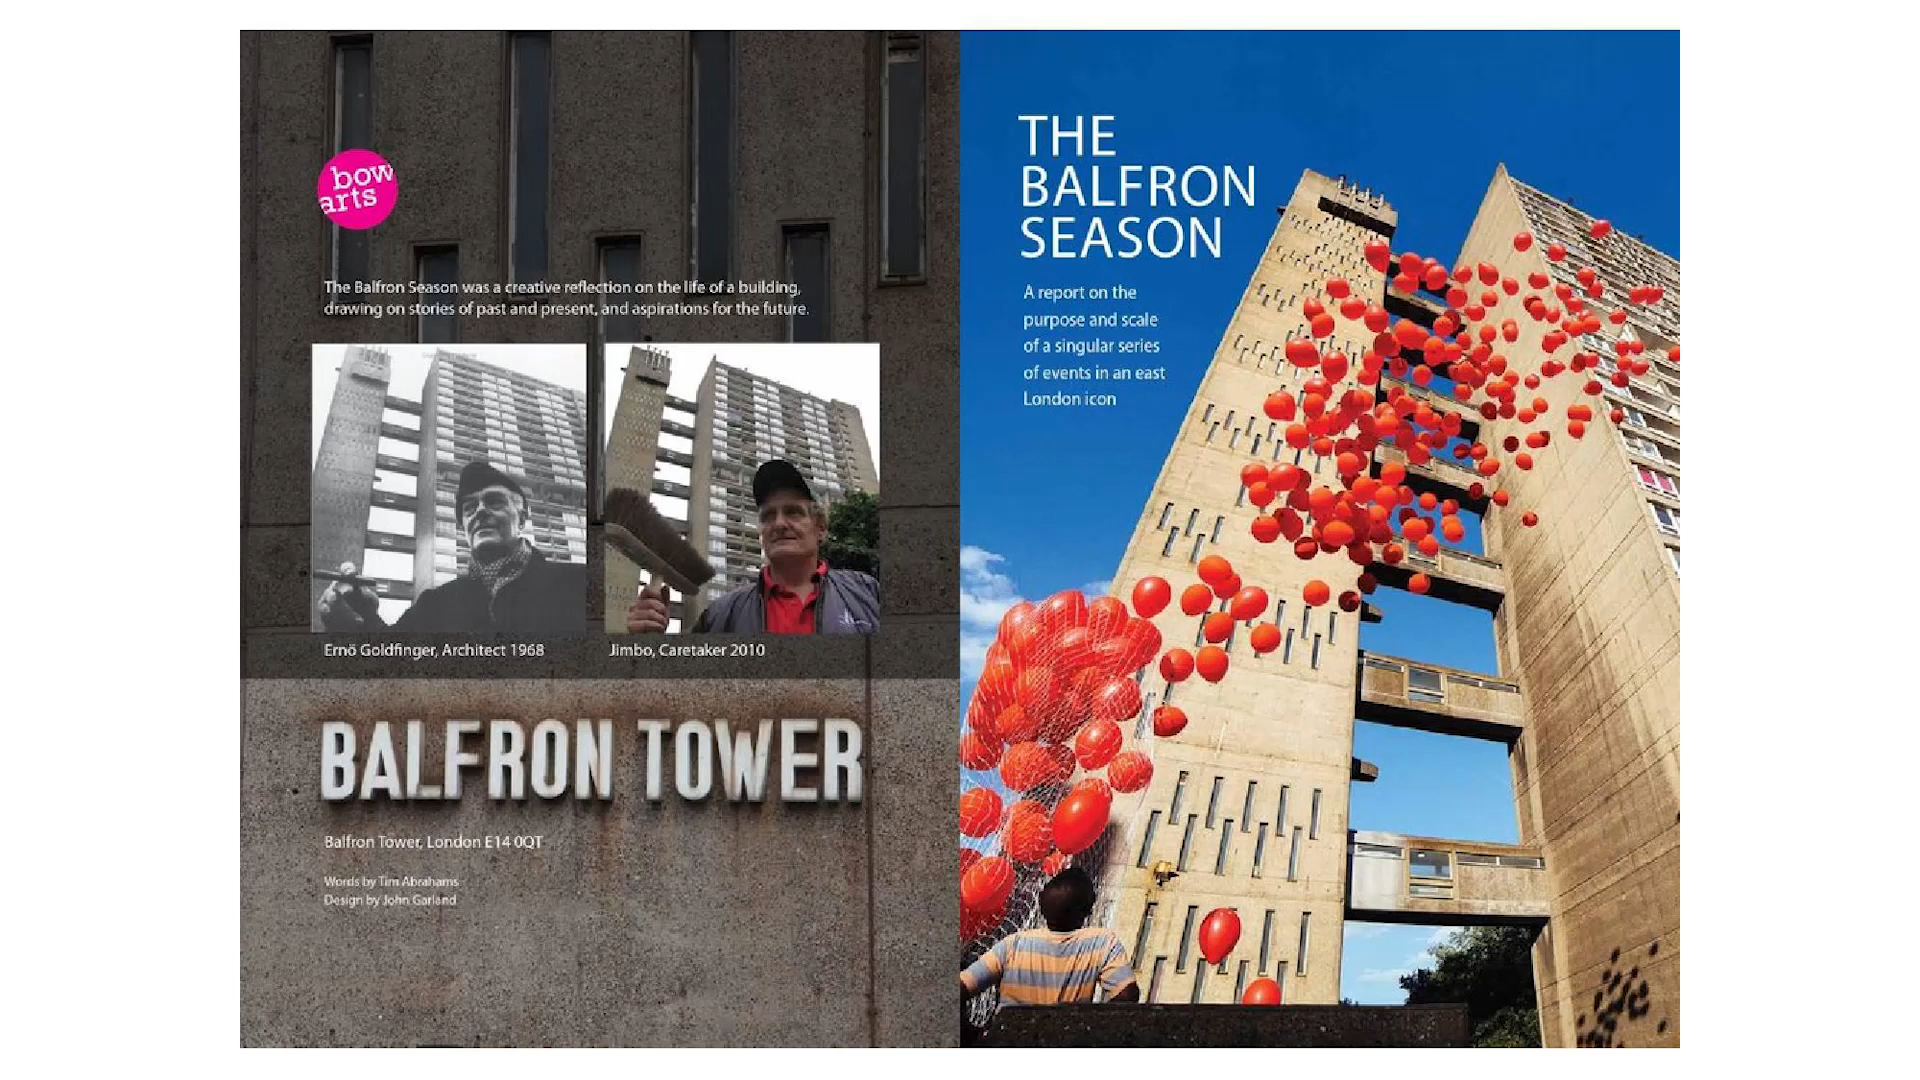 bow
arts
The Balfron Season was a creative reflection on the life of a building,
drawing on stories of past and present, and aspirations for the future.
Ernö Goldfinger, Architect 1968
Jimbo, Caretaker 2010
BALFRON TOWER
Balfron Tower, London E14 0QT
Words by Tim Abrahams
Design by John Garland
THE
BALFRON
SEASON
A report on the
purpose and scale
of a singular series
of events in an east
London icon